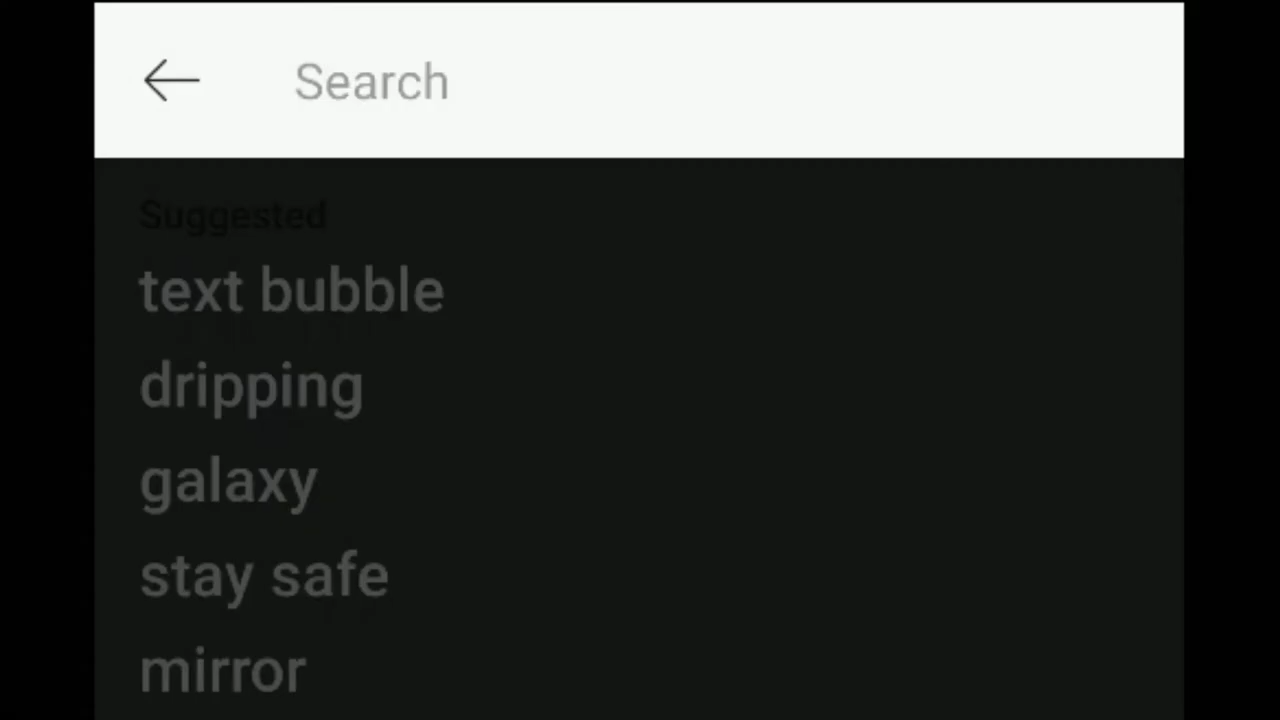 Search
Suggested
text bubble
dripping
galaxy
stay safe
mirror